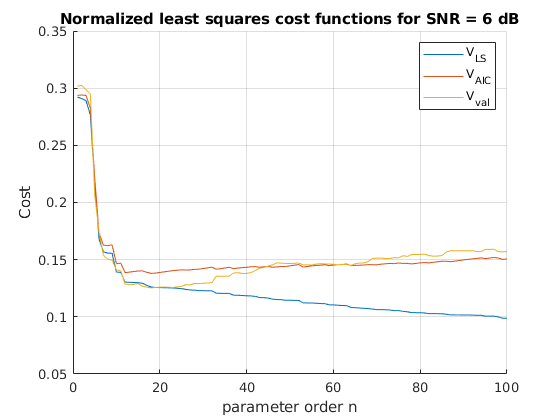 Normalized least squares cost functions for SNR = 6 dB
0.35
0.3
0.25
0.2
0.15
0.1
0.05
Cost
V_LS
V_AIC
V_val
0 20 40 60 80 100
parameter order n